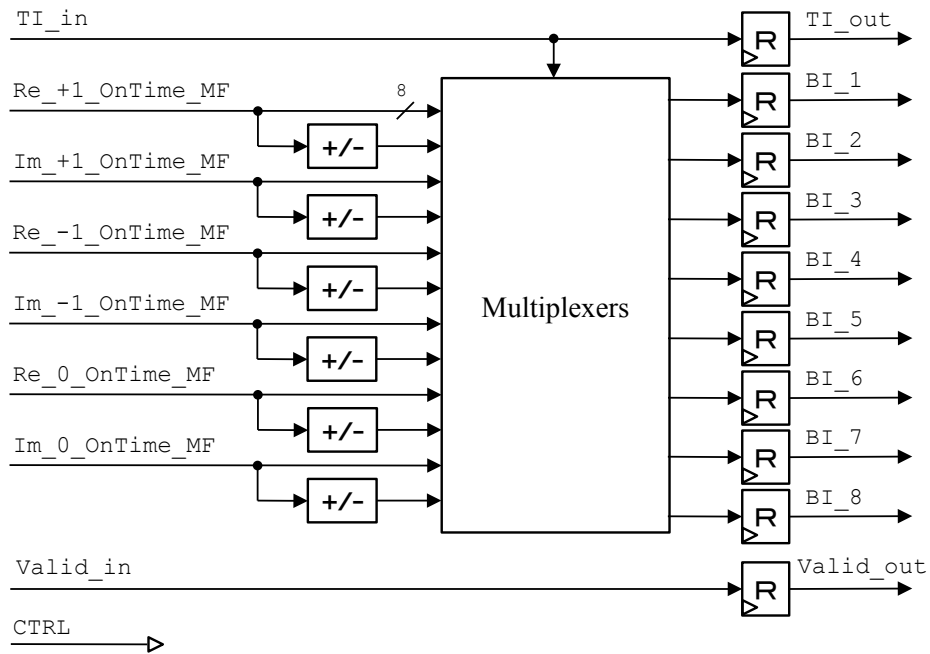 TI_in
R
TI_out
Re_+1_OnTime_MF
8
R
BI_1
+/-
Im_+1_OnTime_MF
R
BI_2
+/-
Re_-1_OnTime_MF
R
BI_3
+/-
R
BI_4
Im_-1_OnTime_MF
Multiplexers
+/-
R
BI_5
Re_0_OnTime_MF
R
BI_6
+/-
Im_0_OnTime_MF
R
BI_7
+/-
R
BI_8
Valid_in
R
Valid_out
CTRL